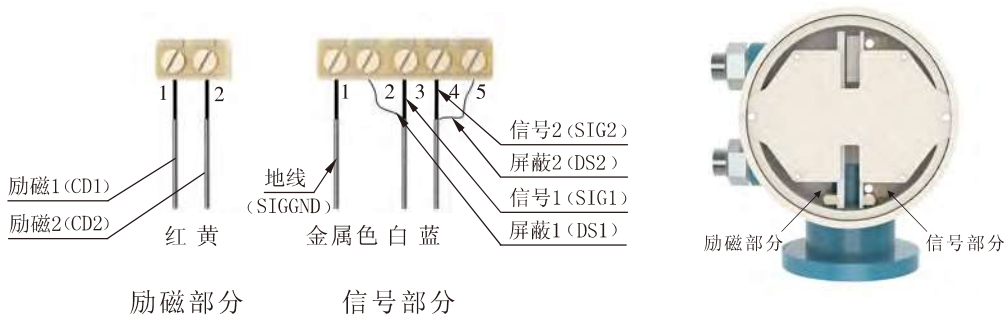 1
2
1
2
3
4
5
信号2(SIG2)
屏蔽2(DS2)
励磁1(CD1)
地线
(SIGGND)
信号1(SIG1)
励磁2(CD2)
屏蔽1(DS1)
红 黄
金属色 白 蓝
励磁部分
信号部分
励磁部分
信号部分